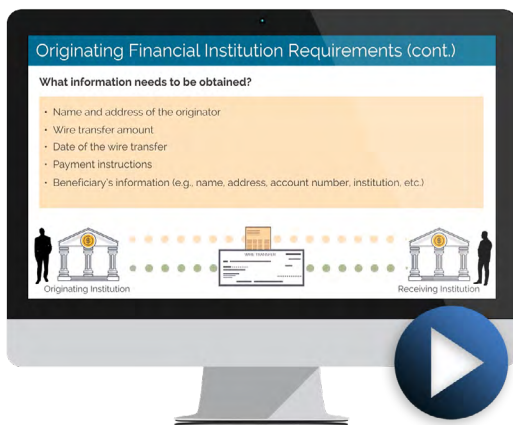 Originating Financial Institution Requirements (cont.)
What information needs to be obtained?
• Name and address of the originator
• Wire transfer amount
• Date of the wire transfer
• Payment instructions
• Beneficiary's information (e.g., name, address, account number, institution, etc.)
WIRE TRANSFER
Originating Institution
Receiving Institution